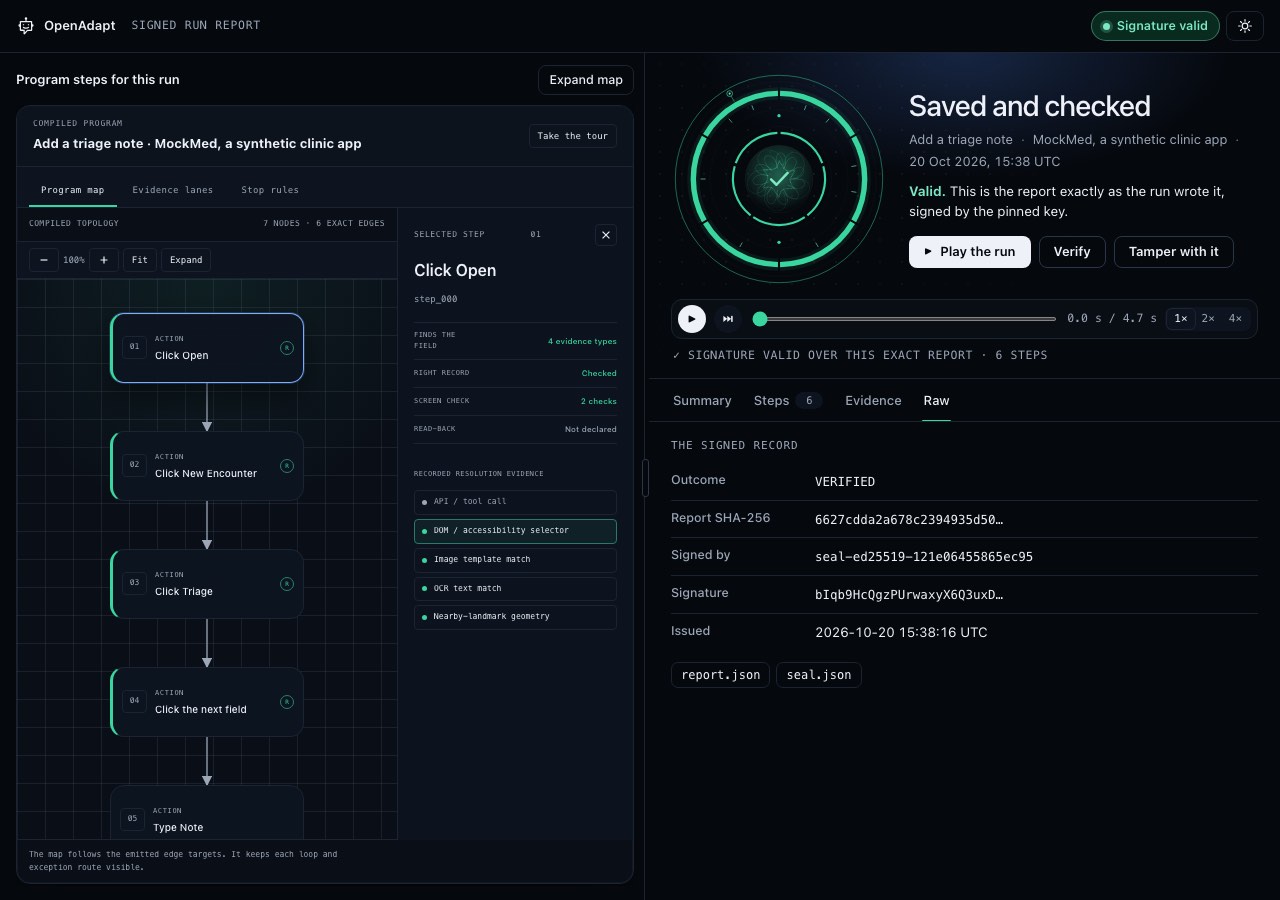 OpenAdapt
SIGNED RUN REPORT
Signature valid
Program steps for this run
Expand map
COMPILED PROGRAM
Add a triage note · MockMed, a synthetic clinic app
Take the tour
Program map
Evidence lanes
Stop rules
COMPILED TOPOLOGY
7 NODES · 6 EXACT EDGES
− 100% +
Fit
Expand
01
ACTION
Click Open
R
02
ACTION
Click New Encounter
R
03
ACTION
Click Triage
R
04
ACTION
Click the next field
R
05
ACTION
Type Note
The map follows the emitted edge targets. It keeps each loop and
exception route visible.
SELECTED STEP
01
Click Open
step_000
FINDS THE
FIELD
4 evidence types
RIGHT RECORD
Checked
SCREEN CHECK
2 checks
READ-BACK
Not declared
RECORDED RESOLUTION EVIDENCE
API / tool call
DOM / accessibility selector
Image template match
OCR text match
Nearby-landmark geometry
Saved and checked
Add a triage note · MockMed, a synthetic clinic app ·
20 Oct 2026, 15:38 UTC
Valid. This is the report exactly as the run wrote it,
signed by the pinned key.
Play the run
Verify
Tamper with it
0.0 s / 4.7 s
1×
2×
4×
✓ SIGNATURE VALID OVER THIS EXACT REPORT · 6 STEPS
Summary
Steps 6
Evidence
Raw
THE SIGNED RECORD
Outcome
VERIFIED
Report SHA-256
6627cdda2a678c2394935d50…
Signed by
seal-ed25519-121e06455865ec95
Signature
bIqb9HcQgzPUrwaxyX6Q3uxD…
Issued
2026-10-20 15:38:16 UTC
report.json
seal.json